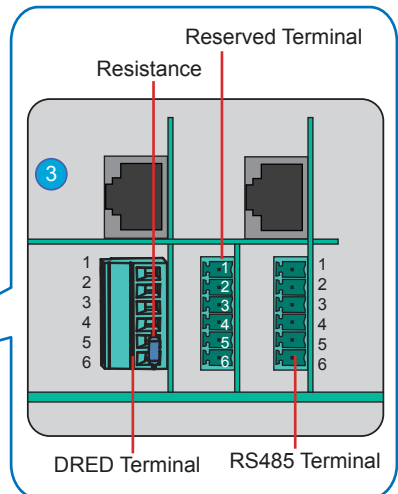 Reserved Terminal
Resistance
3
1 1 1
2 2 2
3 3 3
4 4 4
5 5 5
6 6 6
DRED Terminal RS485 Terminal